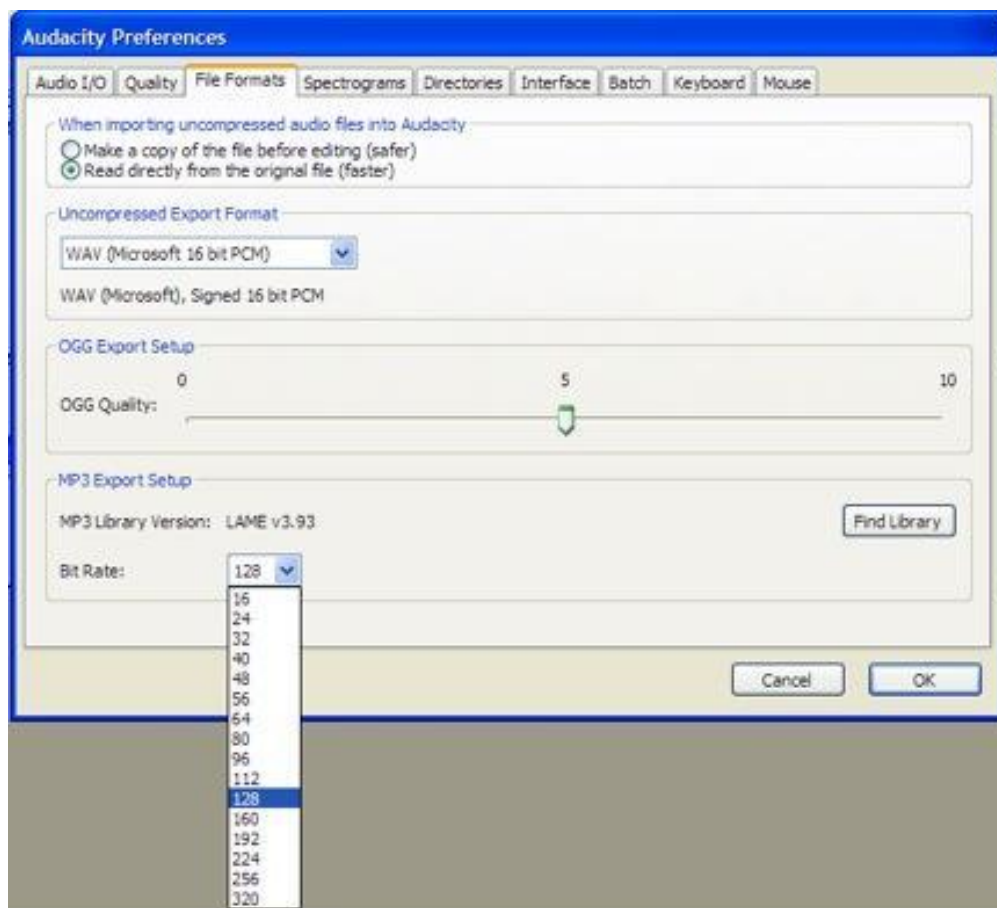 Audacity Preferences
Audio I/O Quality File Formats Spectrograms Directories Interface Batch Keyboard Mouse
When importing uncompressed audio files into Audacity
Make a copy of the file before editing (safer)
Read directly from the original file (faster)
Uncompressed Export Format
WAV (Microsoft 16 bit PCM)
WAV (Microsoft), Signed 16 bit PCM
OGG Export Setup
0 5 10
OGG Quality:
MP3 Export Setup
MP3 Library Version: LAME v3.93 Find Library
Bit Rate: 128
16
24
32
40
48
56
64
80
96
112
128
160
192
224
256
320
Cancel OK